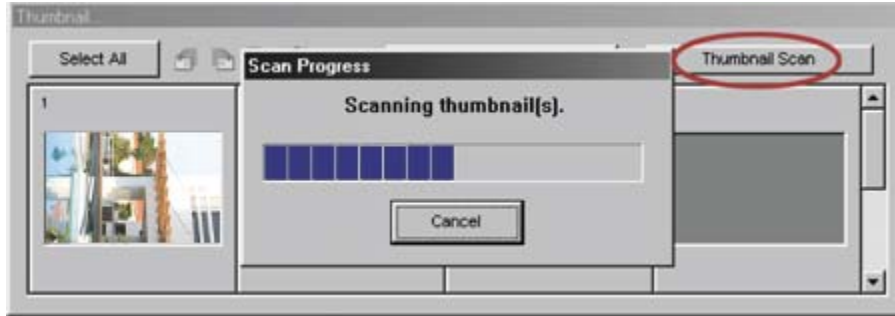 Thumbnail...
Select All
Thumbnail Scan
Scan Progress
1
Scanning thumbnail(s).
Cancel